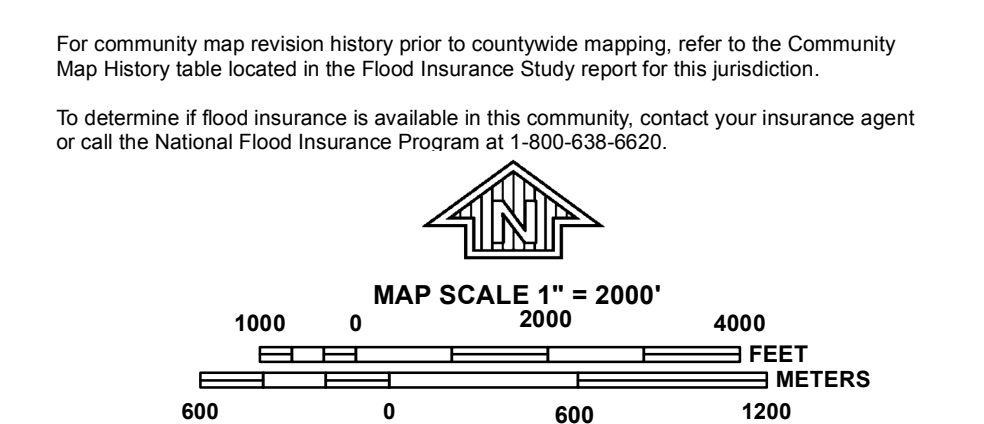 For community map revision history prior to countywide mapping, refer to the Community
Map History table located in the Flood Insurance Study report for this jurisdiction.
To determine if flood insurance is available in this community, contact your insurance agent
or call the National Flood Insurance Program at 1-800-638-6620.
N
MAP SCALE 1" = 2000'
1000 0 2000 4000
FEET
METERS
600 0 600 1200